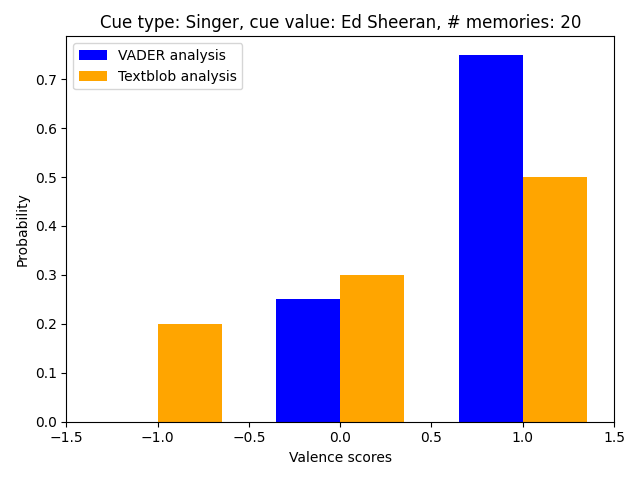 Cue type: Singer, cue value: Ed Sheeran, # memories: 20
VADER analysis
Textblob analysis
0.7
0.6
0.5
0.4
0.3
0.2
0.1
0.0
Probability
−1.5 −1.0 −0.5 0.0 0.5 1.0 1.5
Valence scores